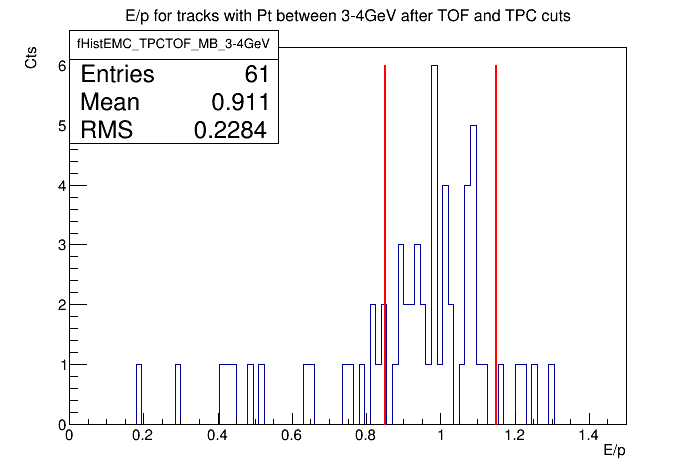 E/p for tracks with Pt between 3-4GeV after TOF and TPC cuts
Cts
fHistEMC_TPCTOF_MB_3-4GeV
Entries 61
Mean 0.911
RMS 0.2284
6
5
4
3
2
1
0
0 0.2 0.4 0.6 0.8 1 1.2 1.4
E/p